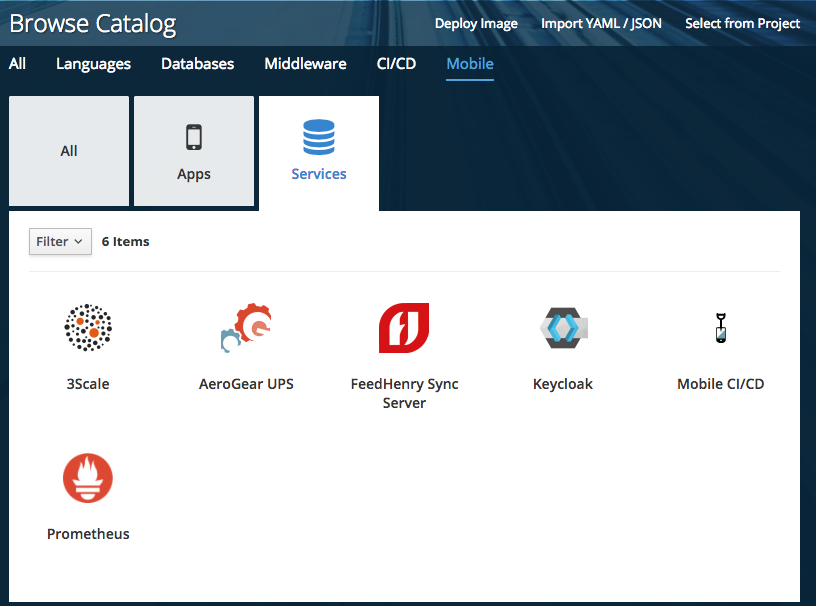 Browse Catalog Deploy Image Import YAML / JSON Select from Project
All Languages Databases Middleware CI/CD Mobile
All Apps Services
Filter 6 Items
3Scale AeroGear UPS FeedHenry Sync Server Keycloak Mobile CI/CD
Prometheus